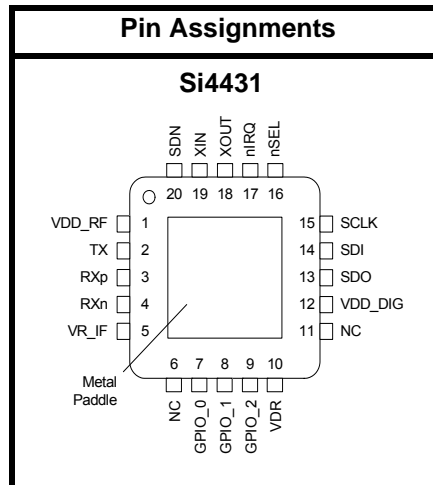 Pin Assignments
Si4431
SDN
XIN
XOUT
nIRQ
nSEL
20 19 18 17 16
VDD_RF 1
TX 2
RXp 3
RXn 4
VR_IF 5
15 SCLK
14 SDI
13 SDO
12 VDD_DIG
11 NC
Metal
Paddle
6 7 8 9 10
NC
GPIO_0
GPIO_1
GPIO_2
VDR